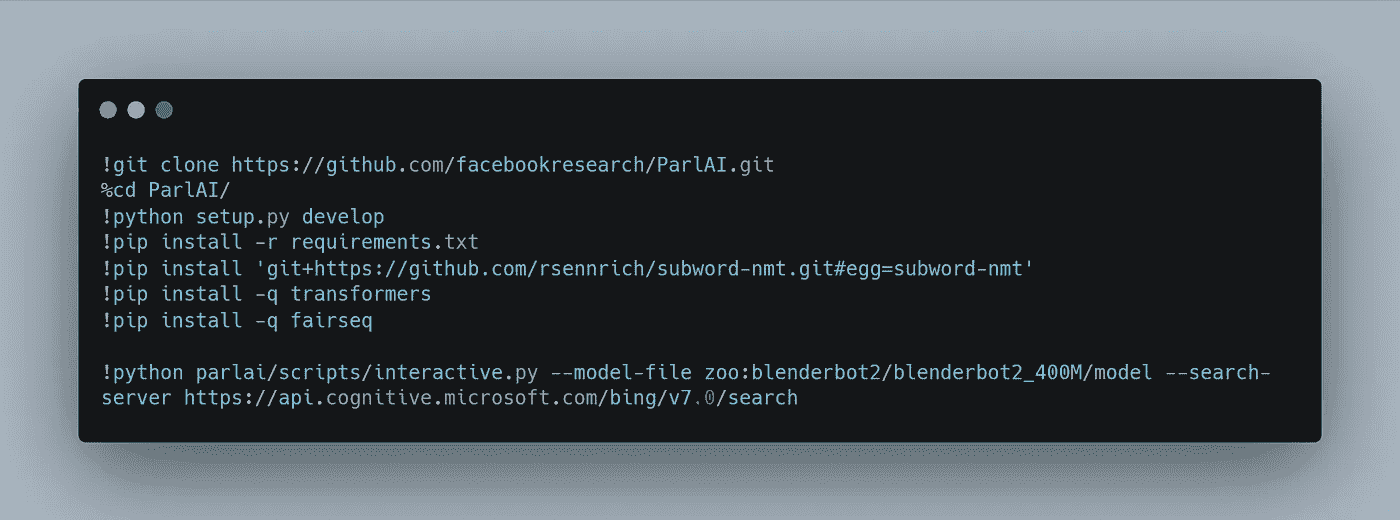 !git clone https://github.com/facebookresearch/ParlAI.git
%cd ParlAI/
!python setup.py develop
!pip install -r requirements.txt
!pip install 'git+https://github.com/rsennrich/subword-nmt.git#egg=subword-nmt'
!pip install -q transformers
!pip install -q fairseq
!python parlai/scripts/interactive.py --model-file zoo:blenderbot2/blenderbot2_400M/model --search-
server https://api.cognitive.microsoft.com/bing/v7.0/search